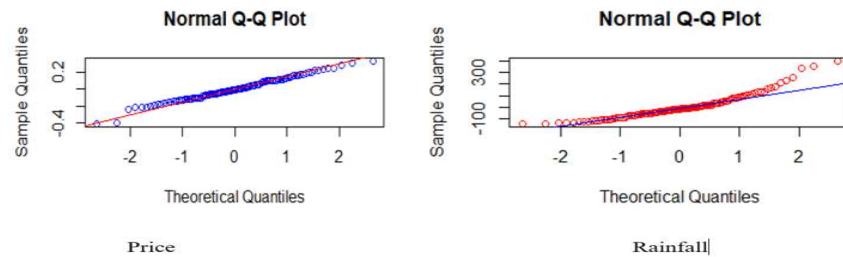 Normal Q-Q Plot
Sample Quantiles
0.2
-0.4
-2
-1
0
1
2
Theoretical Quantiles
Price
Normal Q-Q Plot
Sample Quantiles
300
-100
-2
-1
0
1
2
Theoretical Quantiles
Rainfall